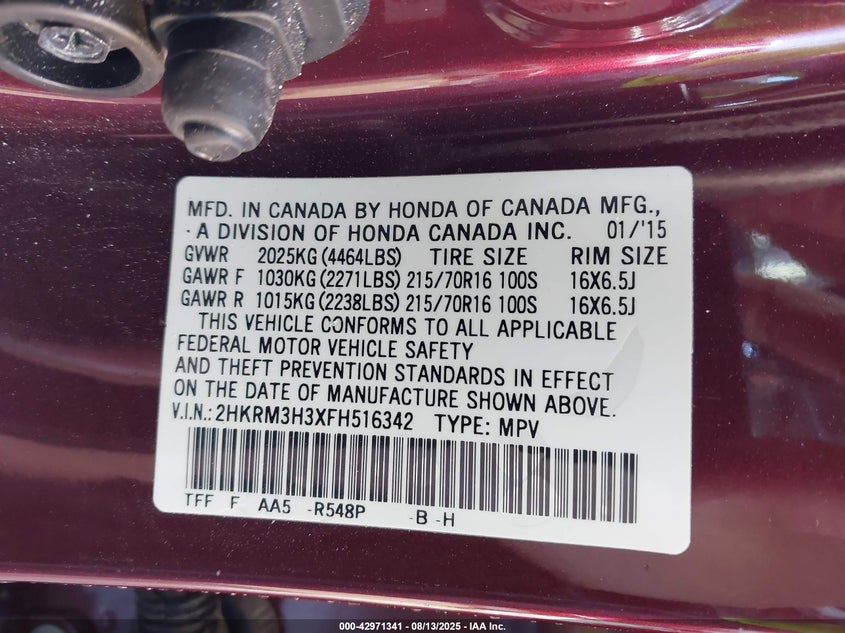 MFD. IN CANADA BY HONDA OF CANADA MFG.,
- A DIVISION OF HONDA CANADA INC. 01/'15
GVWR 2025KG (4464LBS) TIRE SIZE RIM SIZE
GAWR F 1030KG (2271LBS) 215/70R16 100S 16X6.5J
GAWR R 1015KG (2238LBS) 215/70R16 100S 16X6.5J
THIS VEHICLE CONFORMS TO ALL APPLICABLE
FEDERAL MOTOR VEHICLE SAFETY
AND THEFT PREVENTION STANDARDS IN EFFECT
ON THE DATE OF MANUFACTURE SHOWN ABOVE.
V.I.N.: 2HKRM3H3XFH516342 TYPE: MPV
TFF F AA5 -R548P -B -H
000-42971341 | 08/13/2025 - IAA Inc.